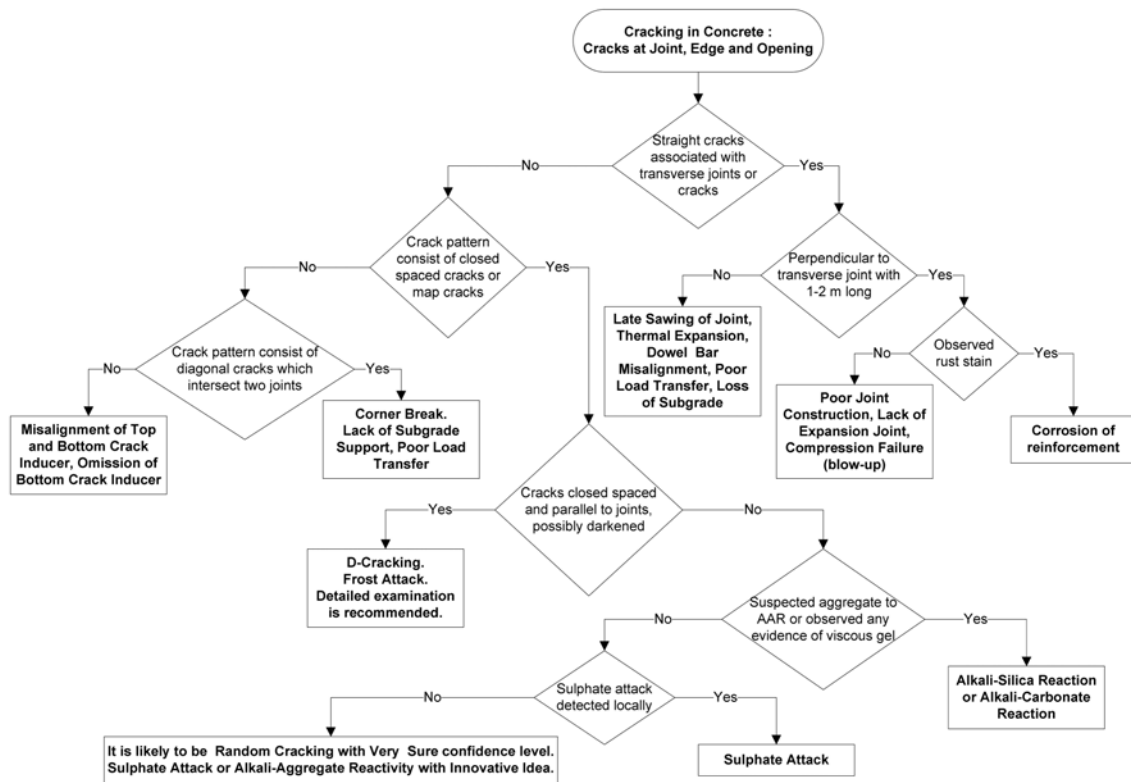 Cracking in Concrete :
Cracks at Joint, Edge and Opening
Straight cracks
associated with
transverse joints or
cracks
No
Yes
Crack pattern
consist of closed
spaced cracks or
map cracks
No
Yes
Perpendicular to
transverse joint with
1-2 m long
No
Yes
Crack pattern consist of
diagonal cracks which
intersect two joints
No
Yes
Late Sawing of Joint,
Thermal Expansion,
Dowel Bar
Misalignment, Poor
Load Transfer, Loss
of Subgrade
Observed
rust stain
No
Yes
Misalignment of Top
and Bottom Crack
Inducer, Omission of
Bottom Crack Inducer
Corner Break.
Lack of Subgrade
Support, Poor Load
Transfer
Poor Joint
Construction, Lack of
Expansion Joint,
Compression Failure
(blow-up)
Corrosion of
reinforcement
Cracks closed spaced
and parallel to joints,
possibly darkened
Yes
No
D-Cracking.
Frost Attack.
Detailed examination
is recommended.
Suspected aggregate to
AAR or observed any
evidence of viscous gel
No
Yes
Alkali-Silica Reaction
or Alkali-Carbonate
Reaction
Sulphate attack
detected locally
No
Yes
It is likely to be Random Cracking with Very Sure confidence level.
Sulphate Attack or Alkali-Aggregate Reactivity with Innovative Idea.
Sulphate Attack